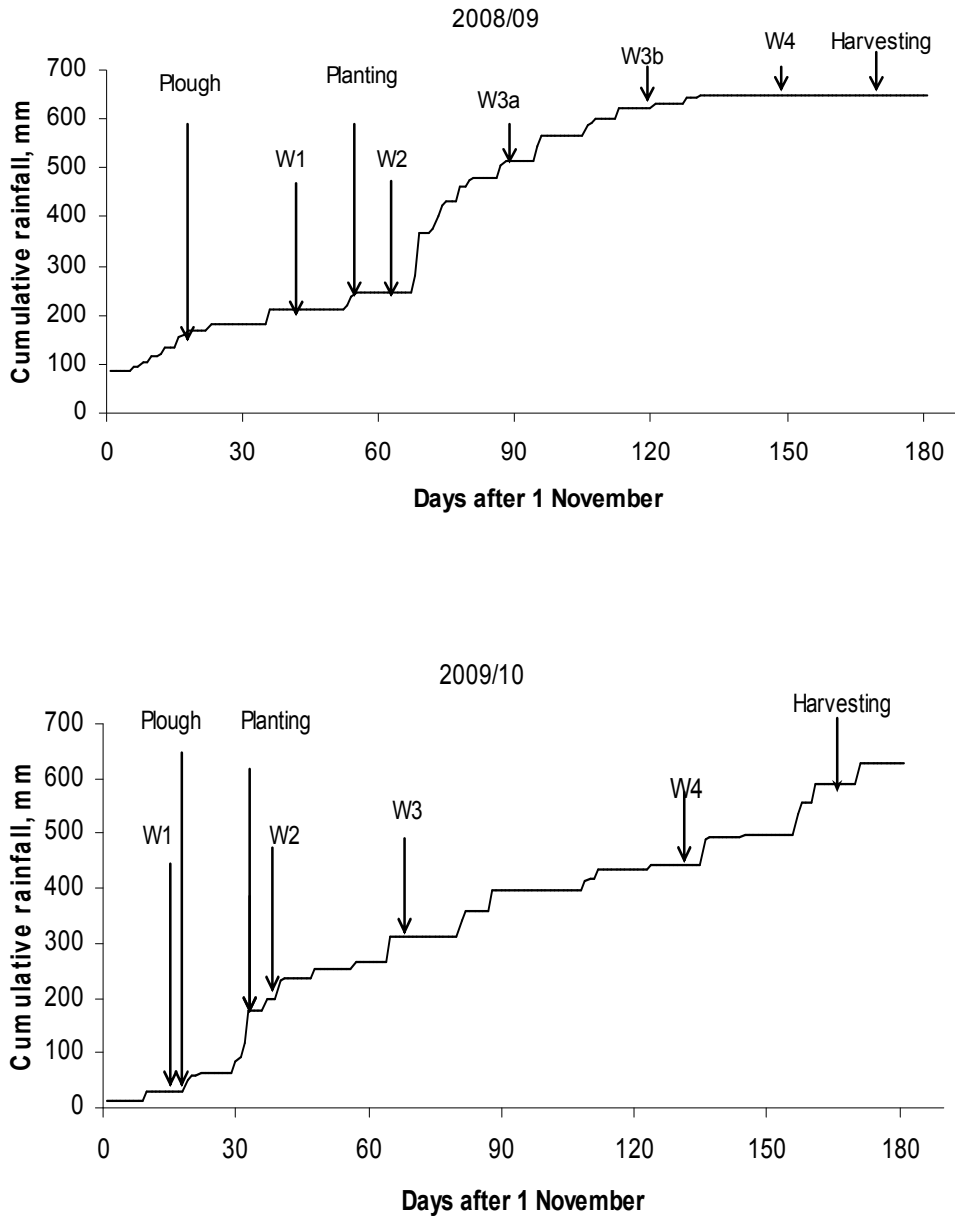 2008/09
Cumulative rainfall, mm
700
600
500
400
300
200
100
0
Plough
Planting
W1
W2
W3a
W3b
W4
Harvesting
0 30 60 90 120 150 180
Days after 1 November
2009/10
Cumulative rainfall, mm
700
600
500
400
300
200
100
0
Plough
Planting
Harvesting
W1
W2
W3
W4
0 30 60 90 120 150 180
Days after 1 November